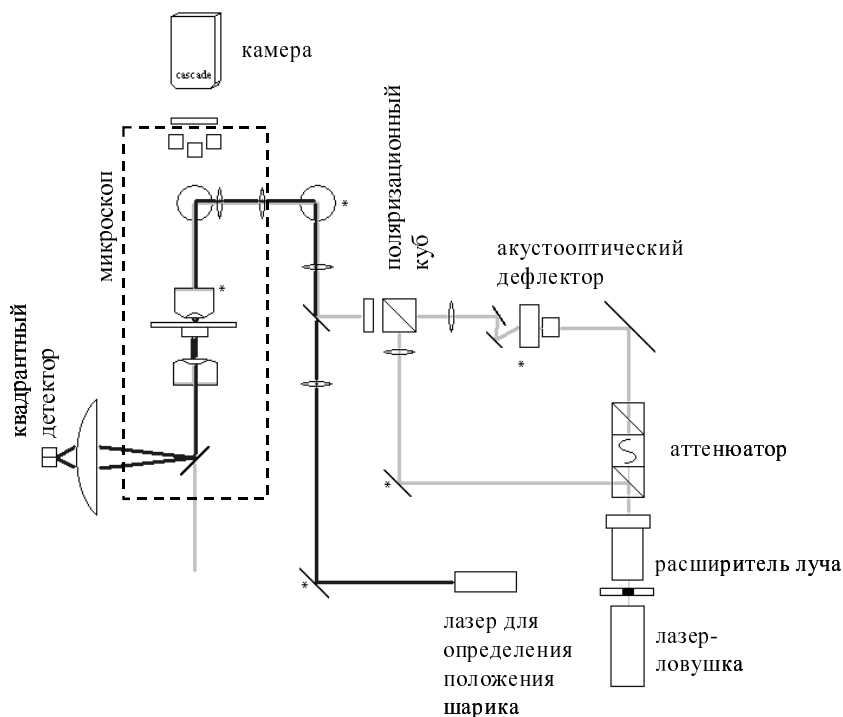 камера
cascade
микроскоп
*
поляризационный
куб
акустооптический
дефлектор
*
*
квадрантный
детектор
аттенюатор
*
расширитель луча
*
лазер для
определения
положения
шарика
лазер-
ловушка